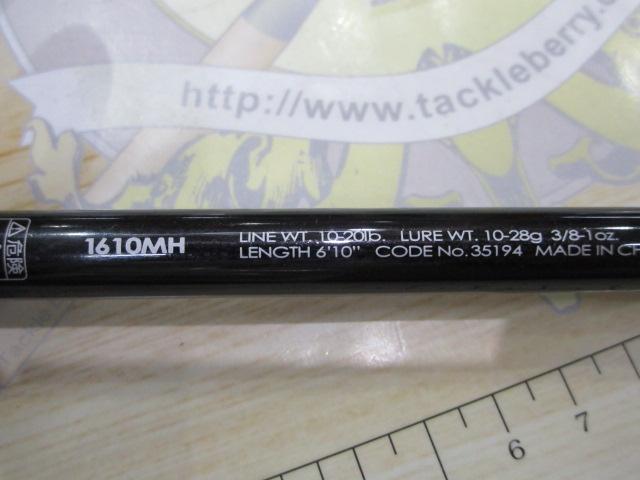 http://www.tackleberry.c
⚠危険
1610MH
LINE WT. 10-20lb. LURE WT. 10-28g 3/8-1oz.
LENGTH 6'10" CODE No.35194 MADE IN CH
6 7